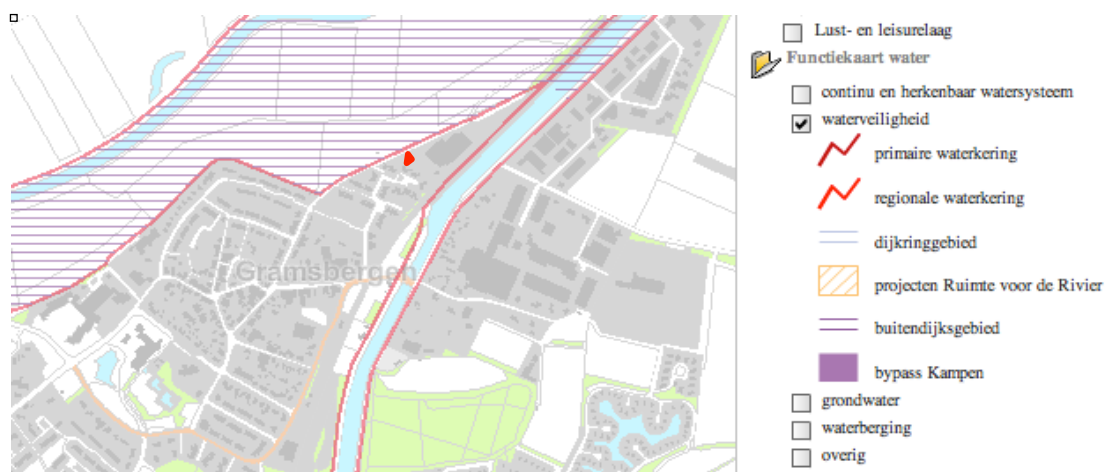 Gramsbergen
Lust- en leisurelaag
Functiekaart water
continu en herkenbaar watersysteem
waterveiligheid
primaire waterkering
regionale waterkering
dijkringgebied
projecten Ruimte voor de Rivier
buitendijksgebied
bypass Kampen
grondwater
waterberging
overig